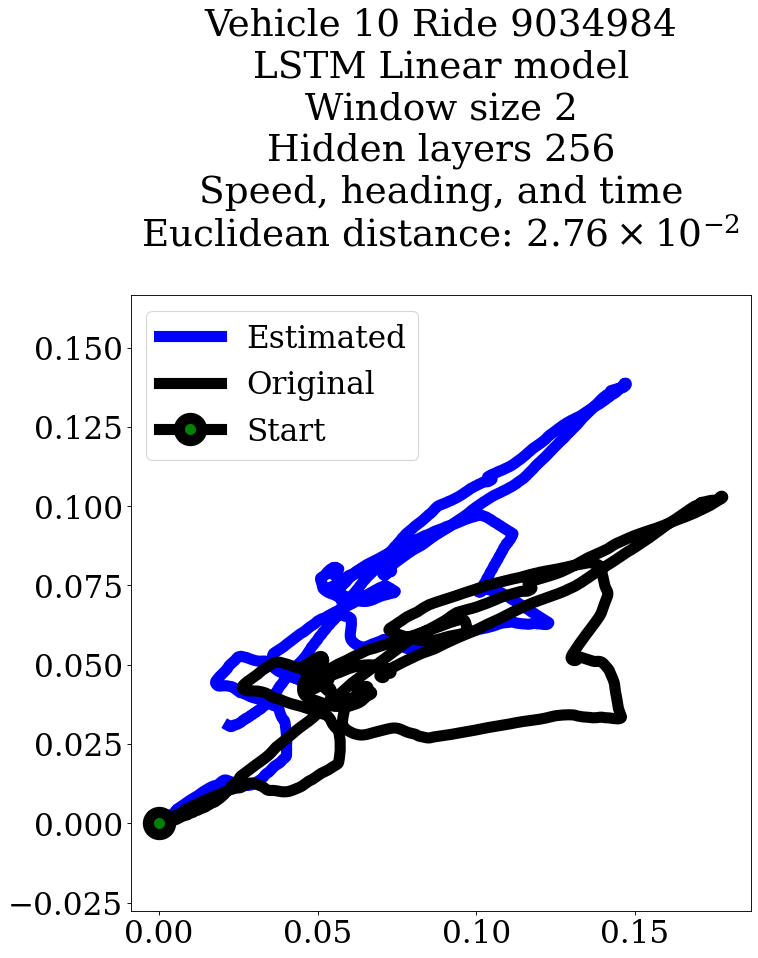 Vehicle 10 Ride 9034984
LSTM Linear model
Window size 2
Hidden layers 256
Speed, heading, and time
Euclidean distance: 2.76 × 10⁻²
Estimated
Original
Start
0.150
0.125
0.100
0.075
0.050
0.025
0.000
−0.025
0.00 0.05 0.10 0.15